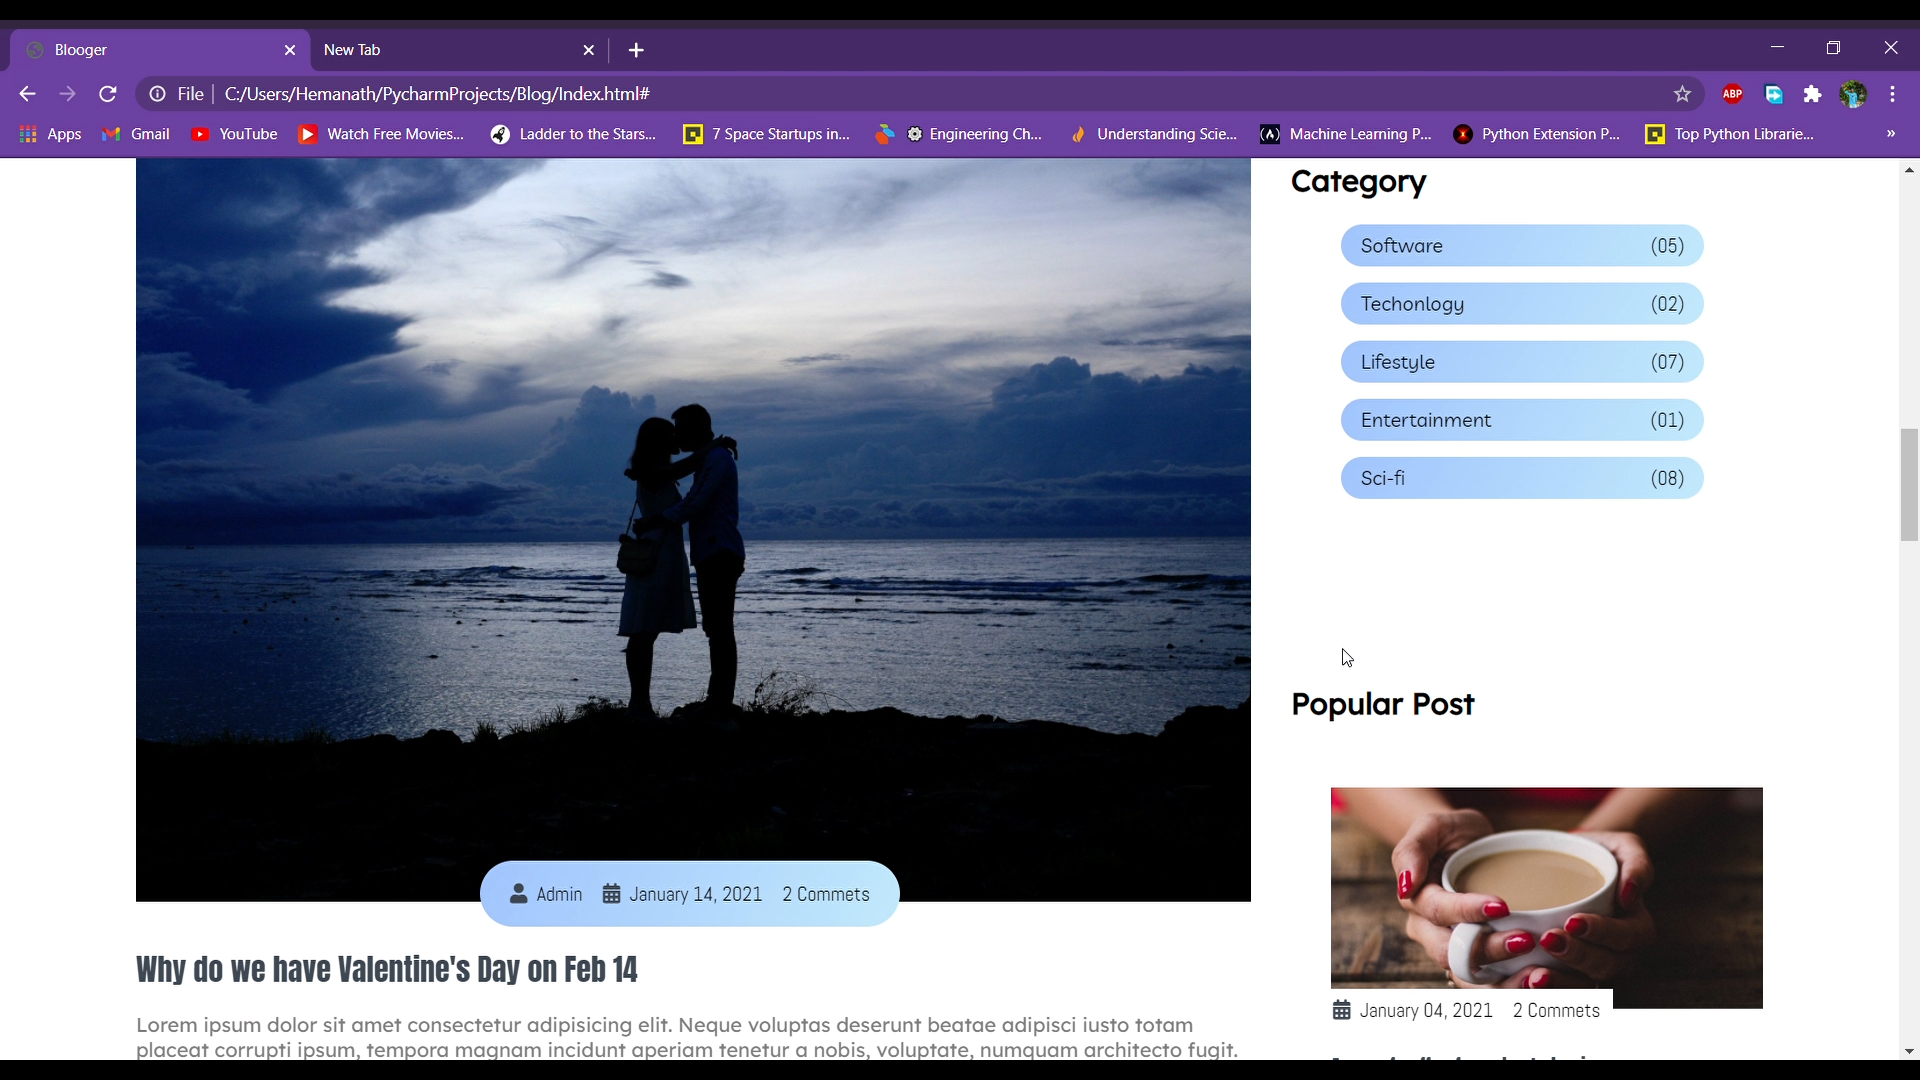 Blooger
New Tab
File
C:/Users/Hemanath/PycharmProjects/Blog/Index.html#
ABP
Apps
Gmail
YouTube
Watch Free Movies...
Ladder to the Stars...
7 Space Startups in...
Engineering Ch...
Understanding Scie...
Machine Learning P...
Python Extension P...
Top Python Librarie...
»
Category
Software (05)
Techonlogy (02)
Lifestyle (07)
Entertainment (01)
Sci-fi (08)
Admin January 14, 2021 2 Commets
Why do we have Valentine's Day on Feb 14
Lorem ipsum dolor sit amet consectetur adipisicing elit. Neque voluptas deserunt beatae adipisci iusto totam
placeat corrupti ipsum, tempora magnam incidunt aperiam tenetur a nobis, voluptate, numquam architecto fugit.
Popular Post
January 04, 2021 2 Commets